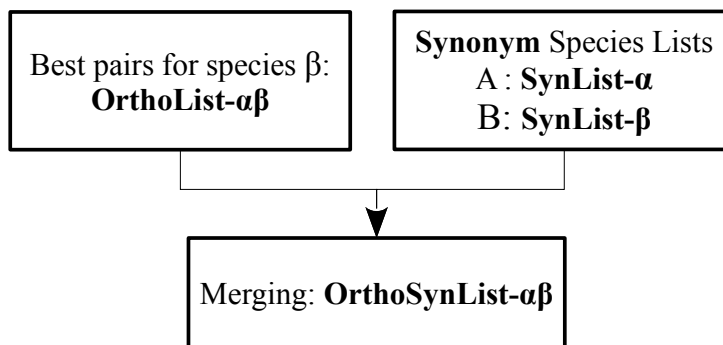 Best pairs for species β:
OrthoList-αβ
Synonym Species Lists
A : SynList-α
B: SynList-β
Merging: OrthoSynList-αβ